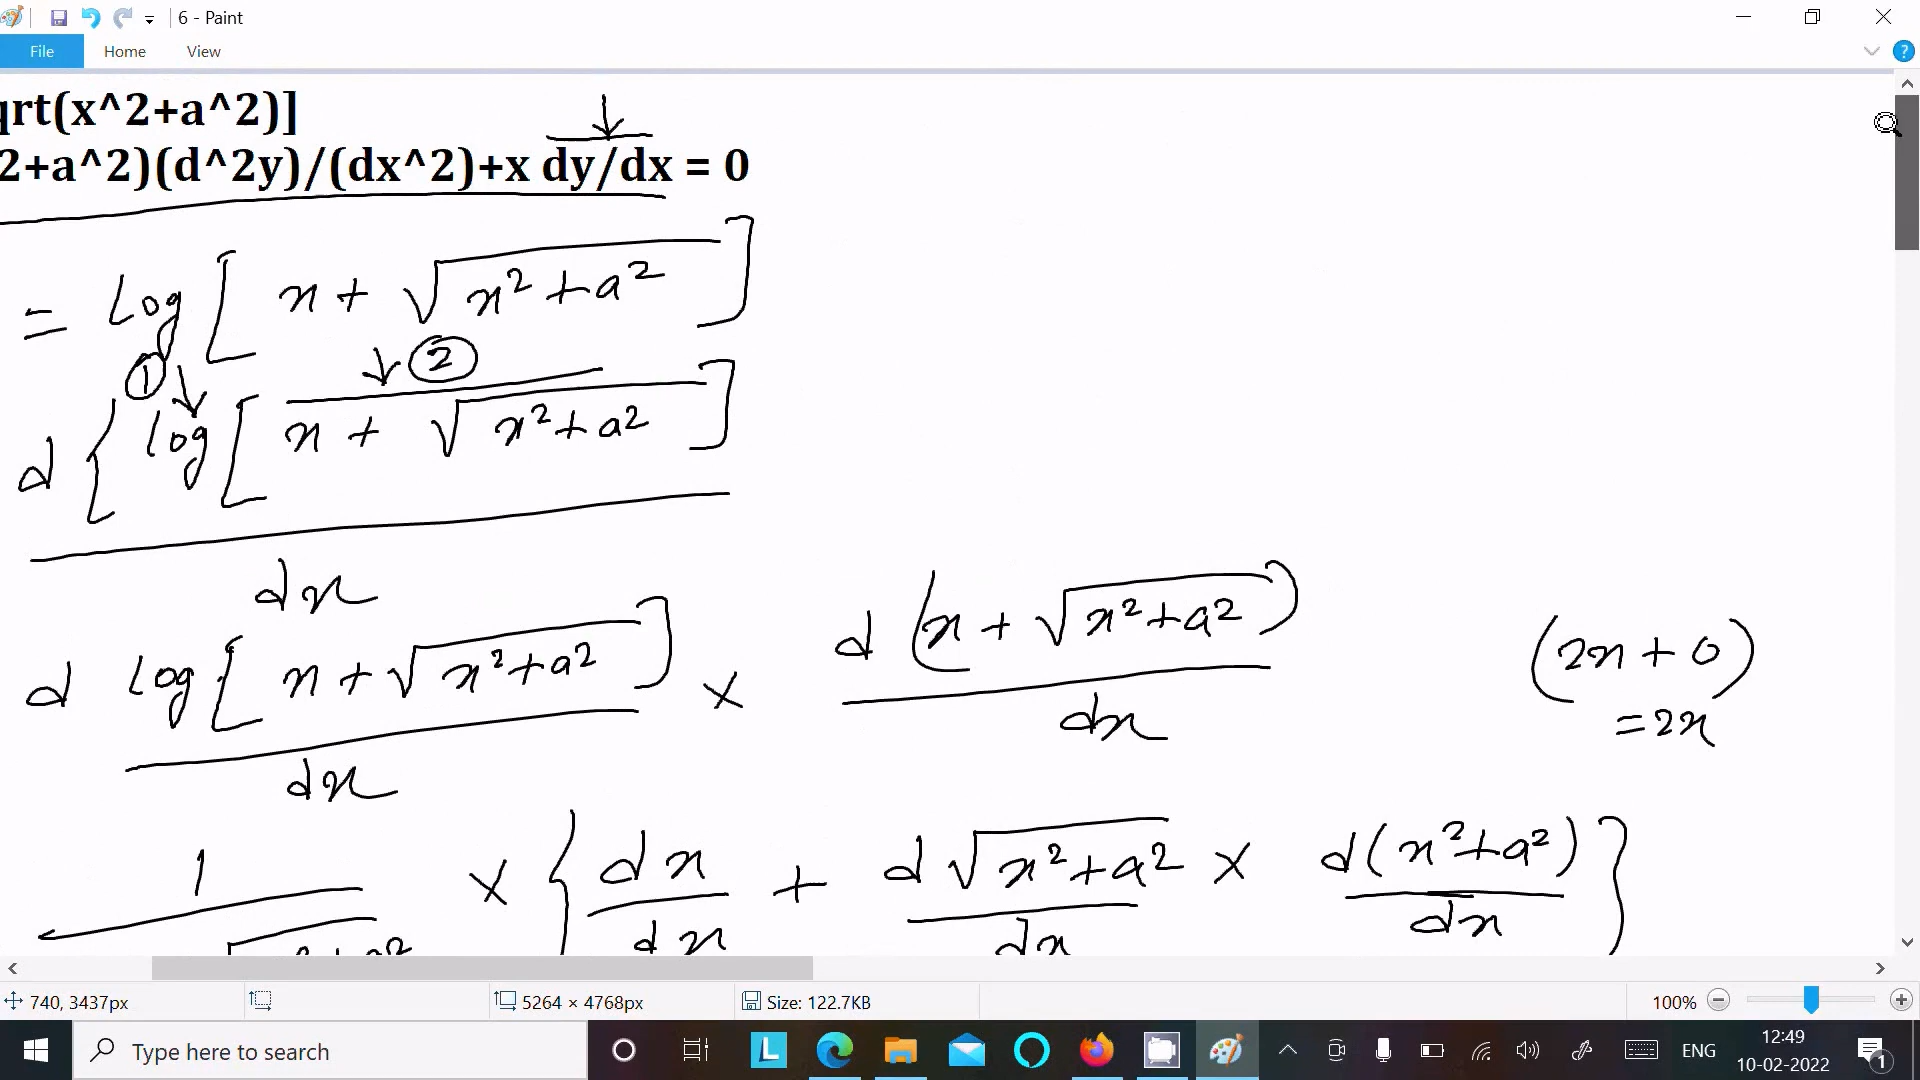 6 - Paint
File Home View
qrt(x^2+a^2)]
2+a^2)(d^2y)/(dx^2)+x dy/dx = 0
= log [ x + √x²+a² ]
① ②
d { log [ x + √x²+a² ]
dx
d log [ x + √x²+a² ] × d (x + √x²+a²)
dx dx
(2x + 0)
= 2x
1 × { dx + d √x²+a² × d(x²+a²) }
dx dx dx
740, 3437px 5264 × 4768px Size: 122.7KB 100%
Type here to search
L
ENG
12:49
10-02-2022
1